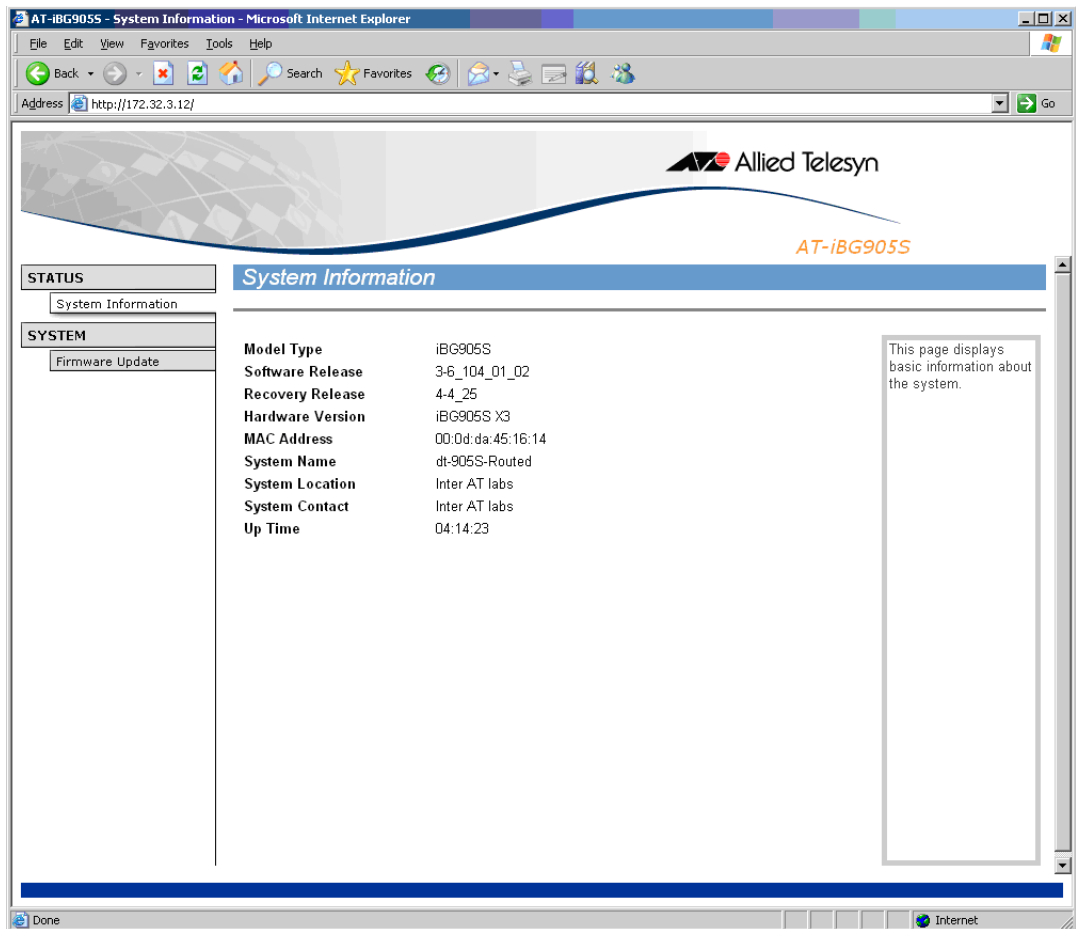 AT-iBG905S - System Information - Microsoft Internet Explorer
File Edit View Favorites Tools Help
Back Search Favorites
Address http://172.32.3.12/ Go
Allied Telesyn
AT-iBG905S
STATUS
System Information
SYSTEM
Firmware Update
System Information
Model Type iBG905S
Software Release 3-6_104_01_02
Recovery Release 4-4_25
Hardware Version iBG905S X3
MAC Address 00:0d:da:45:16:14
System Name dt-905S-Routed
System Location Inter AT labs
System Contact Inter AT labs
Up Time 04:14:23
This page displays
basic information about
the system.
Done Internet